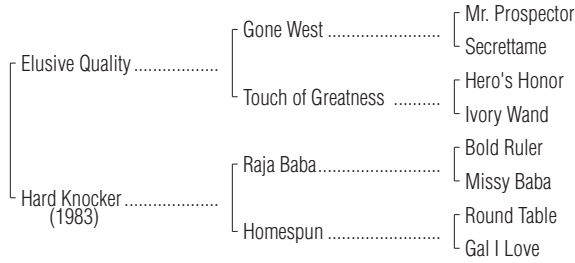 Mr. Prospector
Gone West ....................
Secrettame
Elusive Quality ...............
Hero's Honor
Touch of Greatness ........
Ivory Wand
Bold Ruler
Raja Baba......................
Missy Baba
Hard Knocker .................
(1983)
Round Table
Homespun ....................
Gal I Love